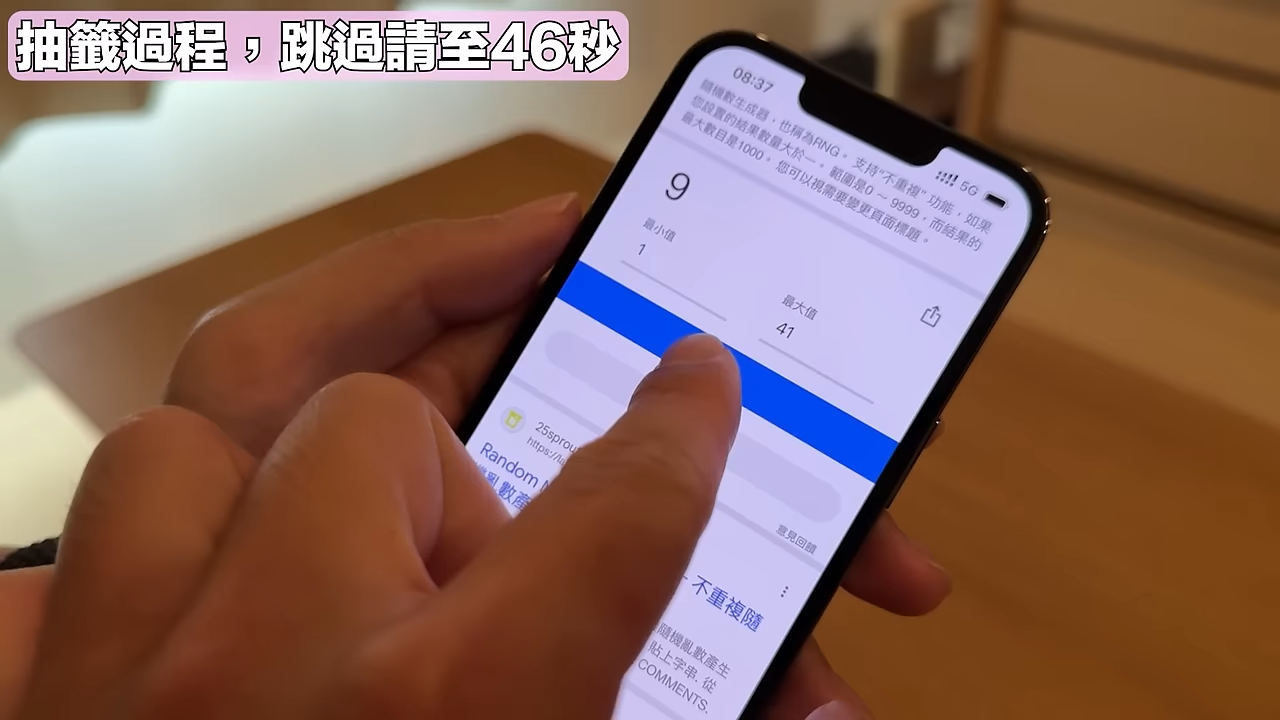 抽籤過程，跳過請至46秒
08:37
5G
隨機數生成器，也稱為RNG。 支持“不重複” 功能，如果
您設置的結果數量大於一。 範圍是0 ～ 9999，而結果的
最大數目是1000。 您可以視需要變更頁面標題。
9
最小值
1
最大值
41
25sprout
https://
Random
亂數產
意見回饋
不重複隨
隨機亂數產生
貼上字串. 從
COMMENTS.